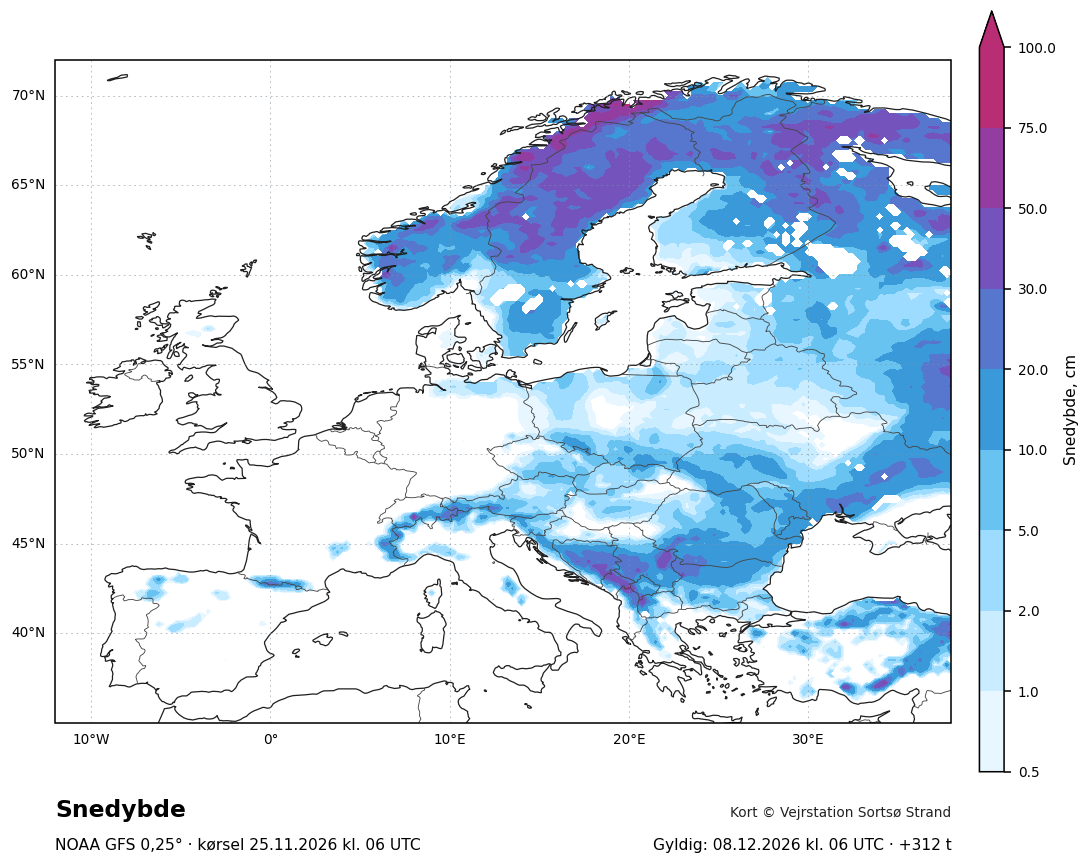 100.0
75.0
50.0
30.0
20.0
10.0
5.0
2.0
1.0
0.5
Snedybde, cm
70°N
65°N
60°N
55°N
50°N
45°N
40°N
10°W 0° 10°E 20°E 30°E
Snedybde
Kort © Vejrstation Sortsø Strand
NOAA GFS 0,25° · kørsel 25.11.2026 kl. 06 UTC
Gyldig: 08.12.2026 kl. 06 UTC · +312 t